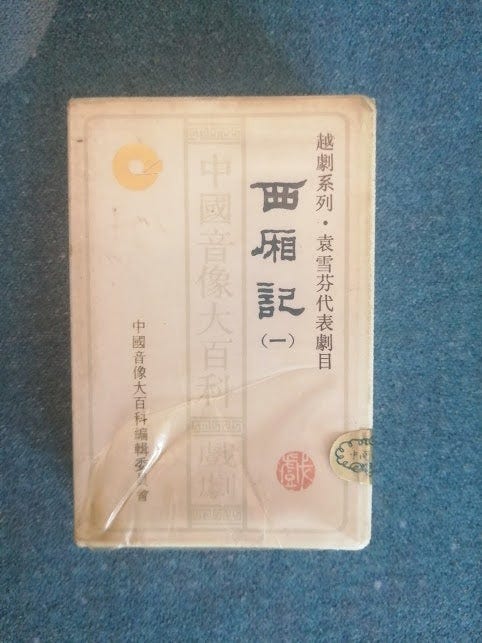 越劇系列·袁雪芬代表劇目
西厢記
（一）
中國音像大百科
戲劇
中國音像大百科編輯委員會